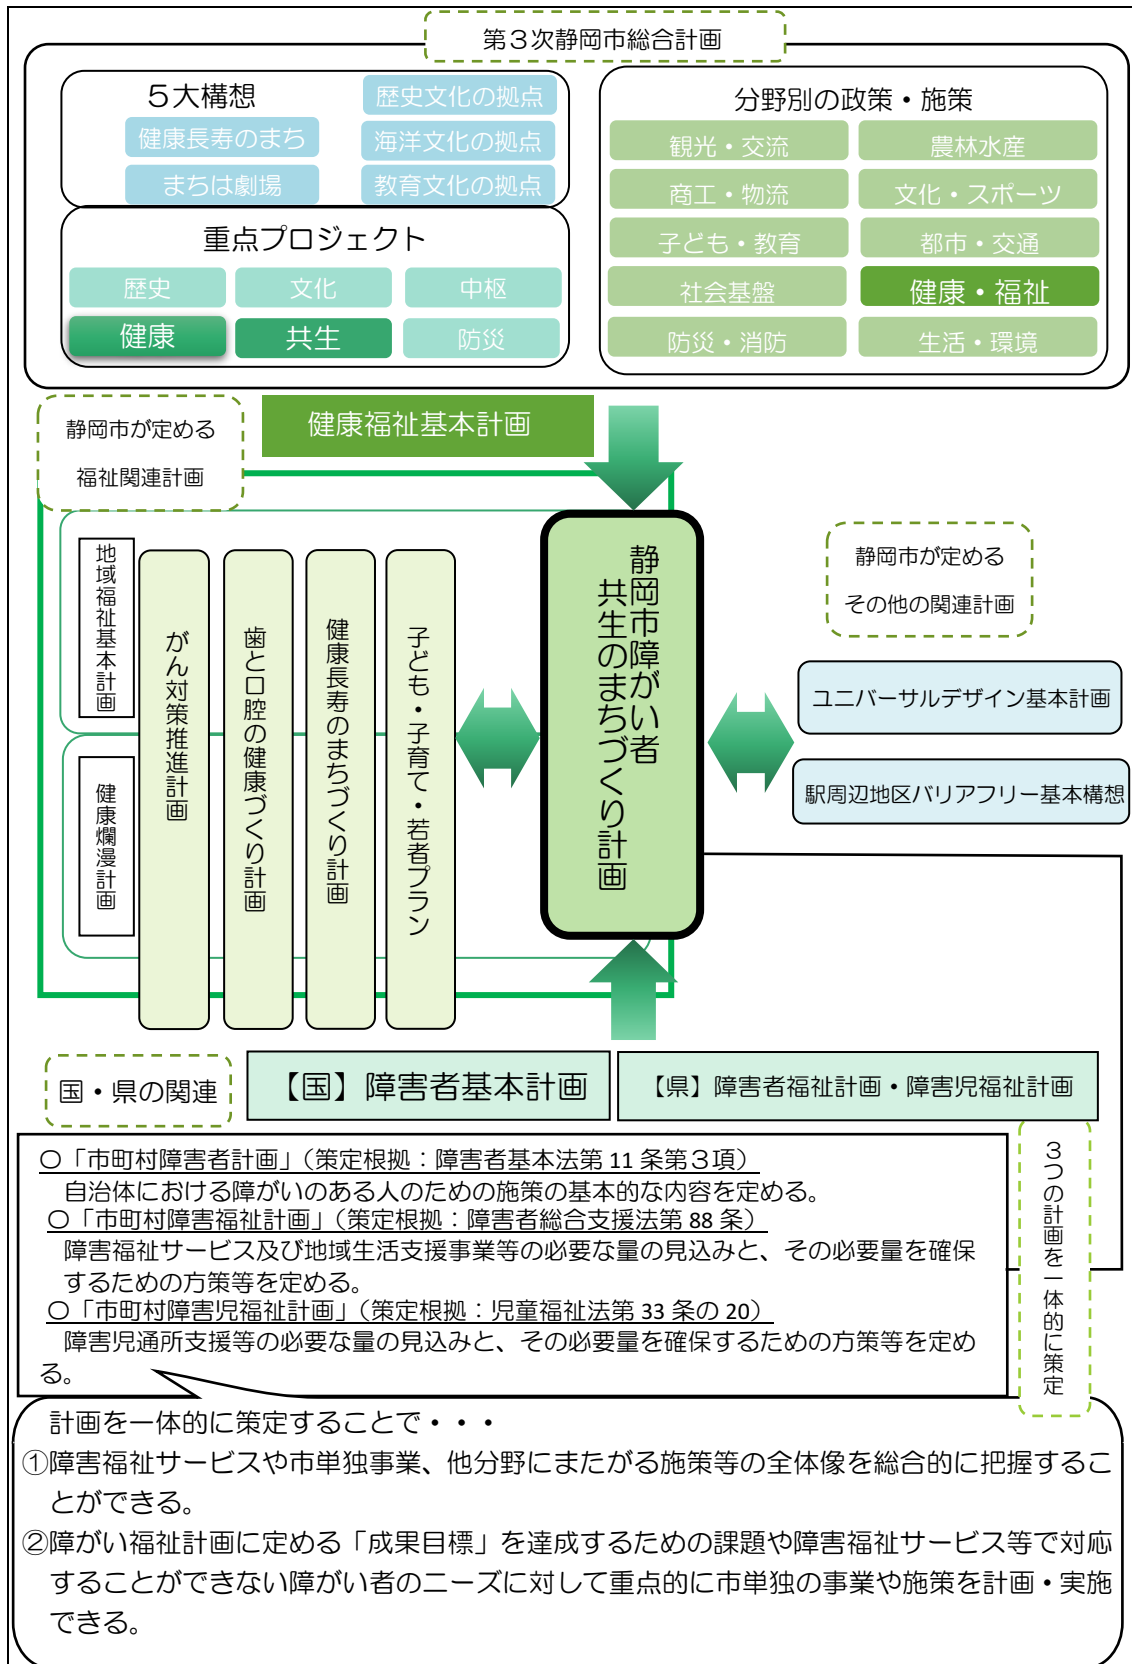 第３次静岡市総合計画
５大構想
歴史文化の拠点
健康長寿のまち
海洋文化の拠点
まちは劇場
教育文化の拠点
重点プロジェクト
歴史
文化
中枢
健康
共生
防災
分野別の政策・施策
観光・交流
農林水産
商工・物流
文化・スポーツ
子ども・教育
都市・交通
社会基盤
健康・福祉
防災・消防
生活・環境
静岡市が定める
福祉関連計画
健康福祉基本計画
地域福祉基本計画
健康爛漫計画
がん対策推進計画
歯と口腔の健康づくり計画
健康長寿のまちづくり計画
子ども・子育て・若者プラン
静岡市障がい者
共生のまちづくり計画
静岡市が定める
その他の関連計画
ユニバーサルデザイン基本計画
駅周辺地区バリアフリー基本構想
国・県の関連
【国】障害者基本計画
【県】障害者福祉計画・障害児福祉計画
〇「市町村障害者計画」（策定根拠：障害者基本法第 11 条第３項）
自治体における障がいのある人のための施策の基本的な内容を定める。
〇「市町村障害福祉計画」（策定根拠：障害者総合支援法第 88 条）
障害福祉サービス及び地域生活支援事業等の必要な量の見込みと、その必要量を確保
するための方策等を定める。
〇「市町村障害児福祉計画」（策定根拠：児童福祉法第 33 条の 20）
障害児通所支援等の必要な量の見込みと、その必要量を確保するための方策等を定め
る。
３つの計画を一体的に策定
計画を一体的に策定することで・・・
①障害福祉サービスや市単独事業、他分野にまたがる施策等の全体像を総合的に把握するこ
とができる。
②障がい福祉計画に定める「成果目標」を達成するための課題や障害福祉サービス等で対応
することができない障がい者のニーズに対して重点的に市単独の事業や施策を計画・実施
できる。